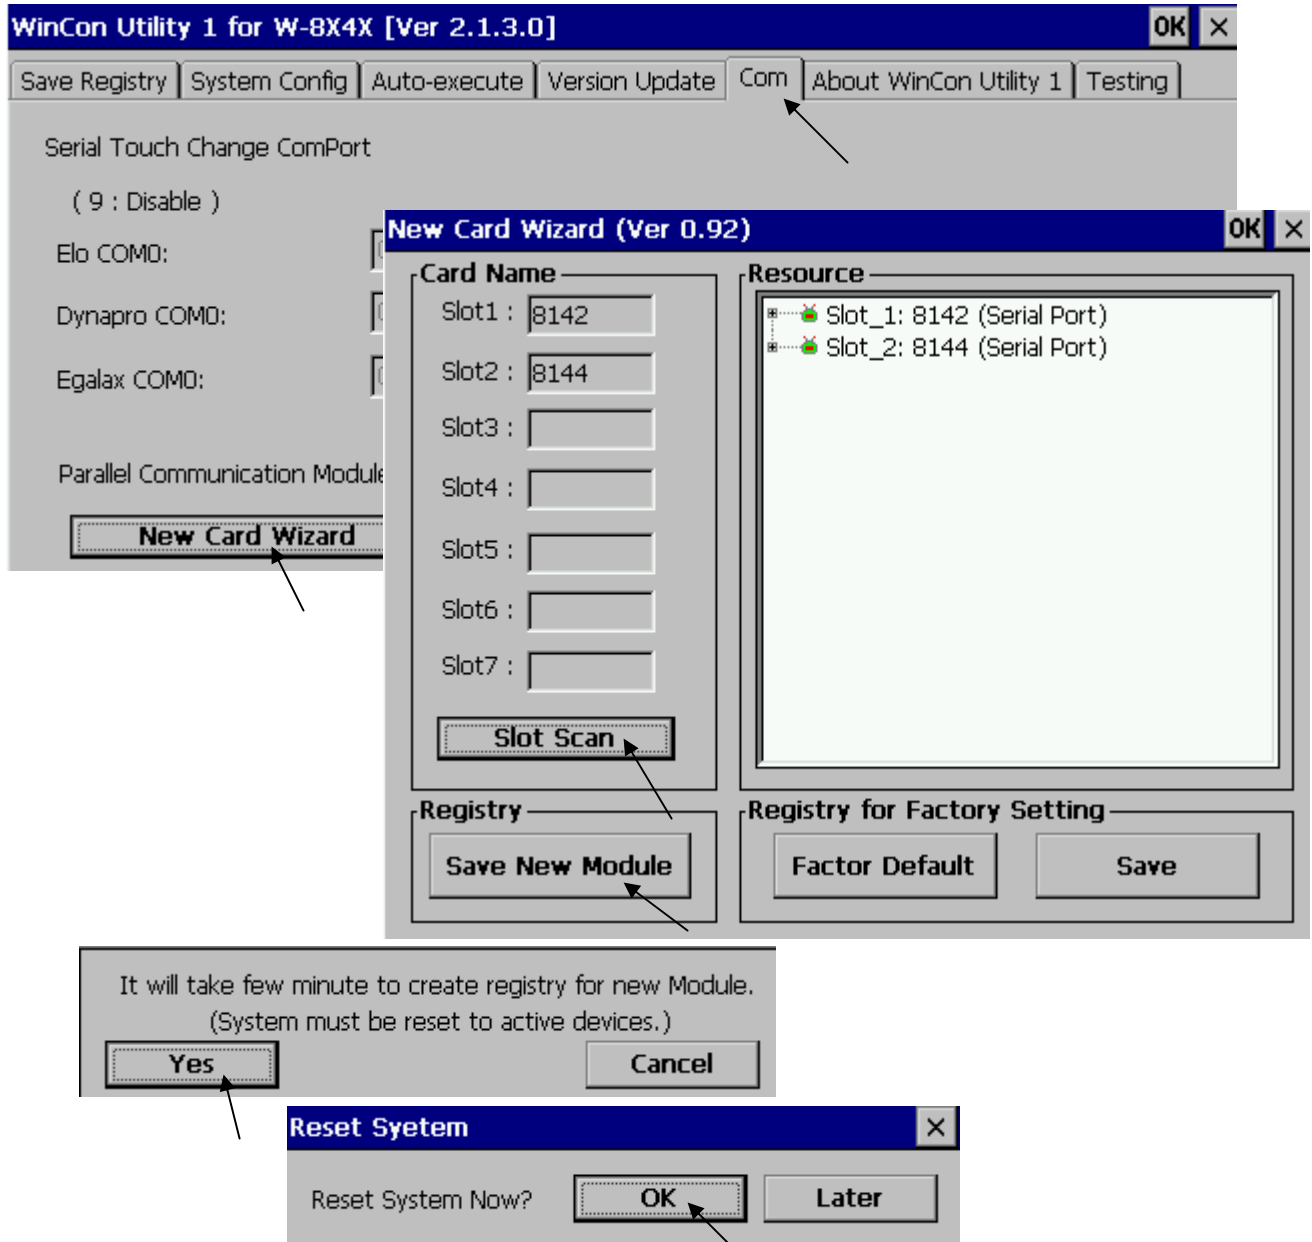 WinCon Utility 1 for W-8X4X [Ver 2.1.3.0] OK ×
Save Registry System Config Auto-execute Version Update Com About WinCon Utility 1 Testing
Serial Touch Change ComPort
( 9 : Disable )
Elo COM0:
Dynapro COM0:
Egalax COM0:
Parallel Communication Module
New Card Wizard
New Card Wizard (Ver 0.92) OK ×
Card Name
Slot1 : 8142
Slot2 : 8144
Slot3 :
Slot4 :
Slot5 :
Slot6 :
Slot7 :
Slot Scan
Resource
Slot_1: 8142 (Serial Port)
Slot_2: 8144 (Serial Port)
Registry
Save New Module
Registry for Factory Setting
Factor Default Save
It will take few minute to create registry for new Module.
(System must be reset to active devices.)
Yes Cancel
Reset Syetem ×
Reset System Now? OK Later